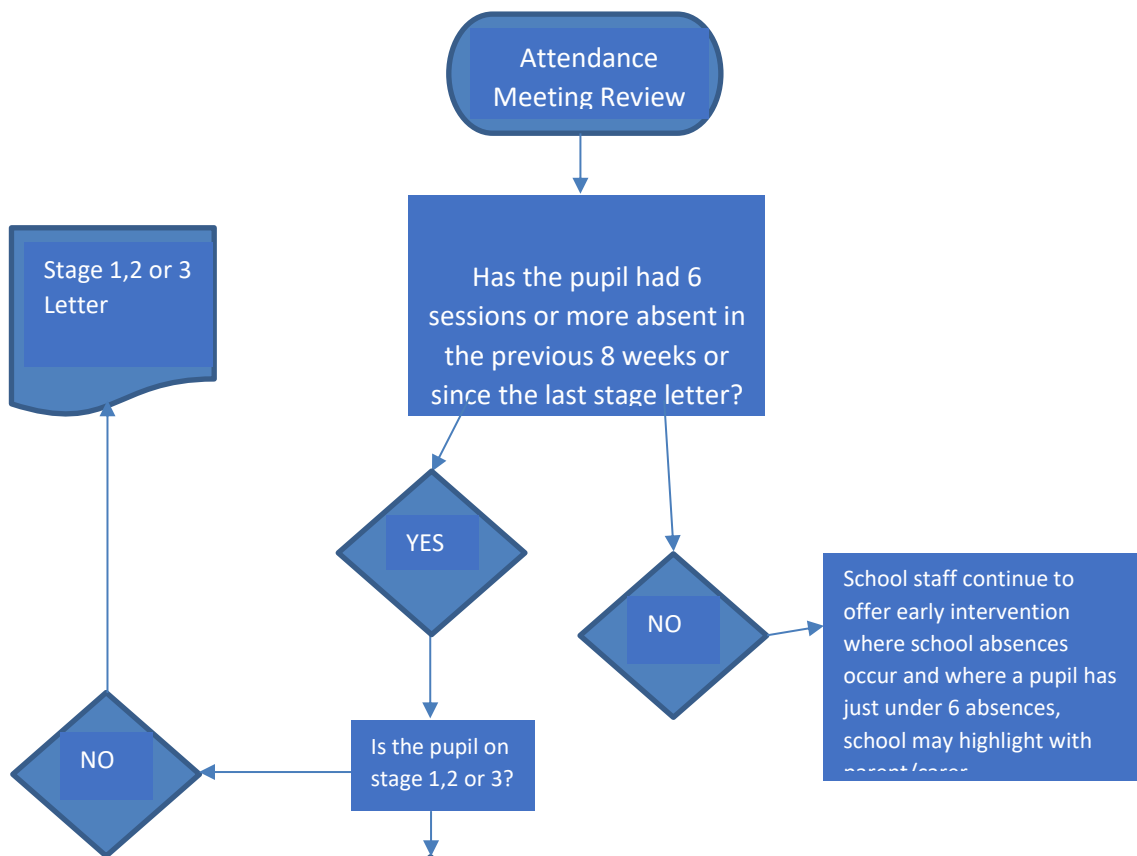 Attendance
Meeting Review
Stage 1,2 or 3
Letter
Has the pupil had 6
sessions or more absent in
the previous 8 weeks or
since the last stage letter?
YES
NO
School staff continue to
offer early intervention
where school absences
occur and where a pupil has
just under 6 absences,
school may highlight with
parent/carer
NO
Is the pupil on
stage 1,2 or 3?